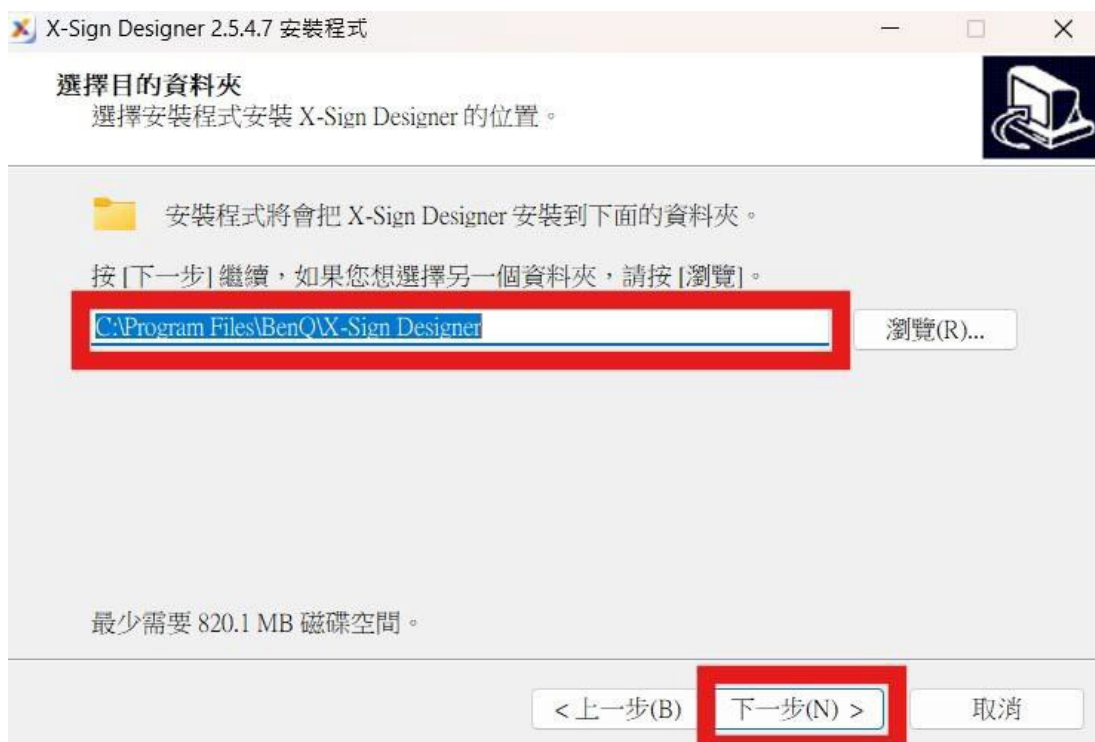 X-Sign Designer 2.5.4.7 安裝程式
選擇目的資料夾
選擇安裝程式安裝 X-Sign Designer 的位置。
安裝程式將會把 X-Sign Designer 安裝到下面的資料夾。
按 [下一步] 繼續，如果您想選擇另一個資料夾，請按 [瀏覽]。
C:\Program Files\BenQ\X-Sign Designer
瀏覽(R)...
最少需要 820.1 MB 磁碟空間。
< 上一步(B)
下一步(N) >
取消